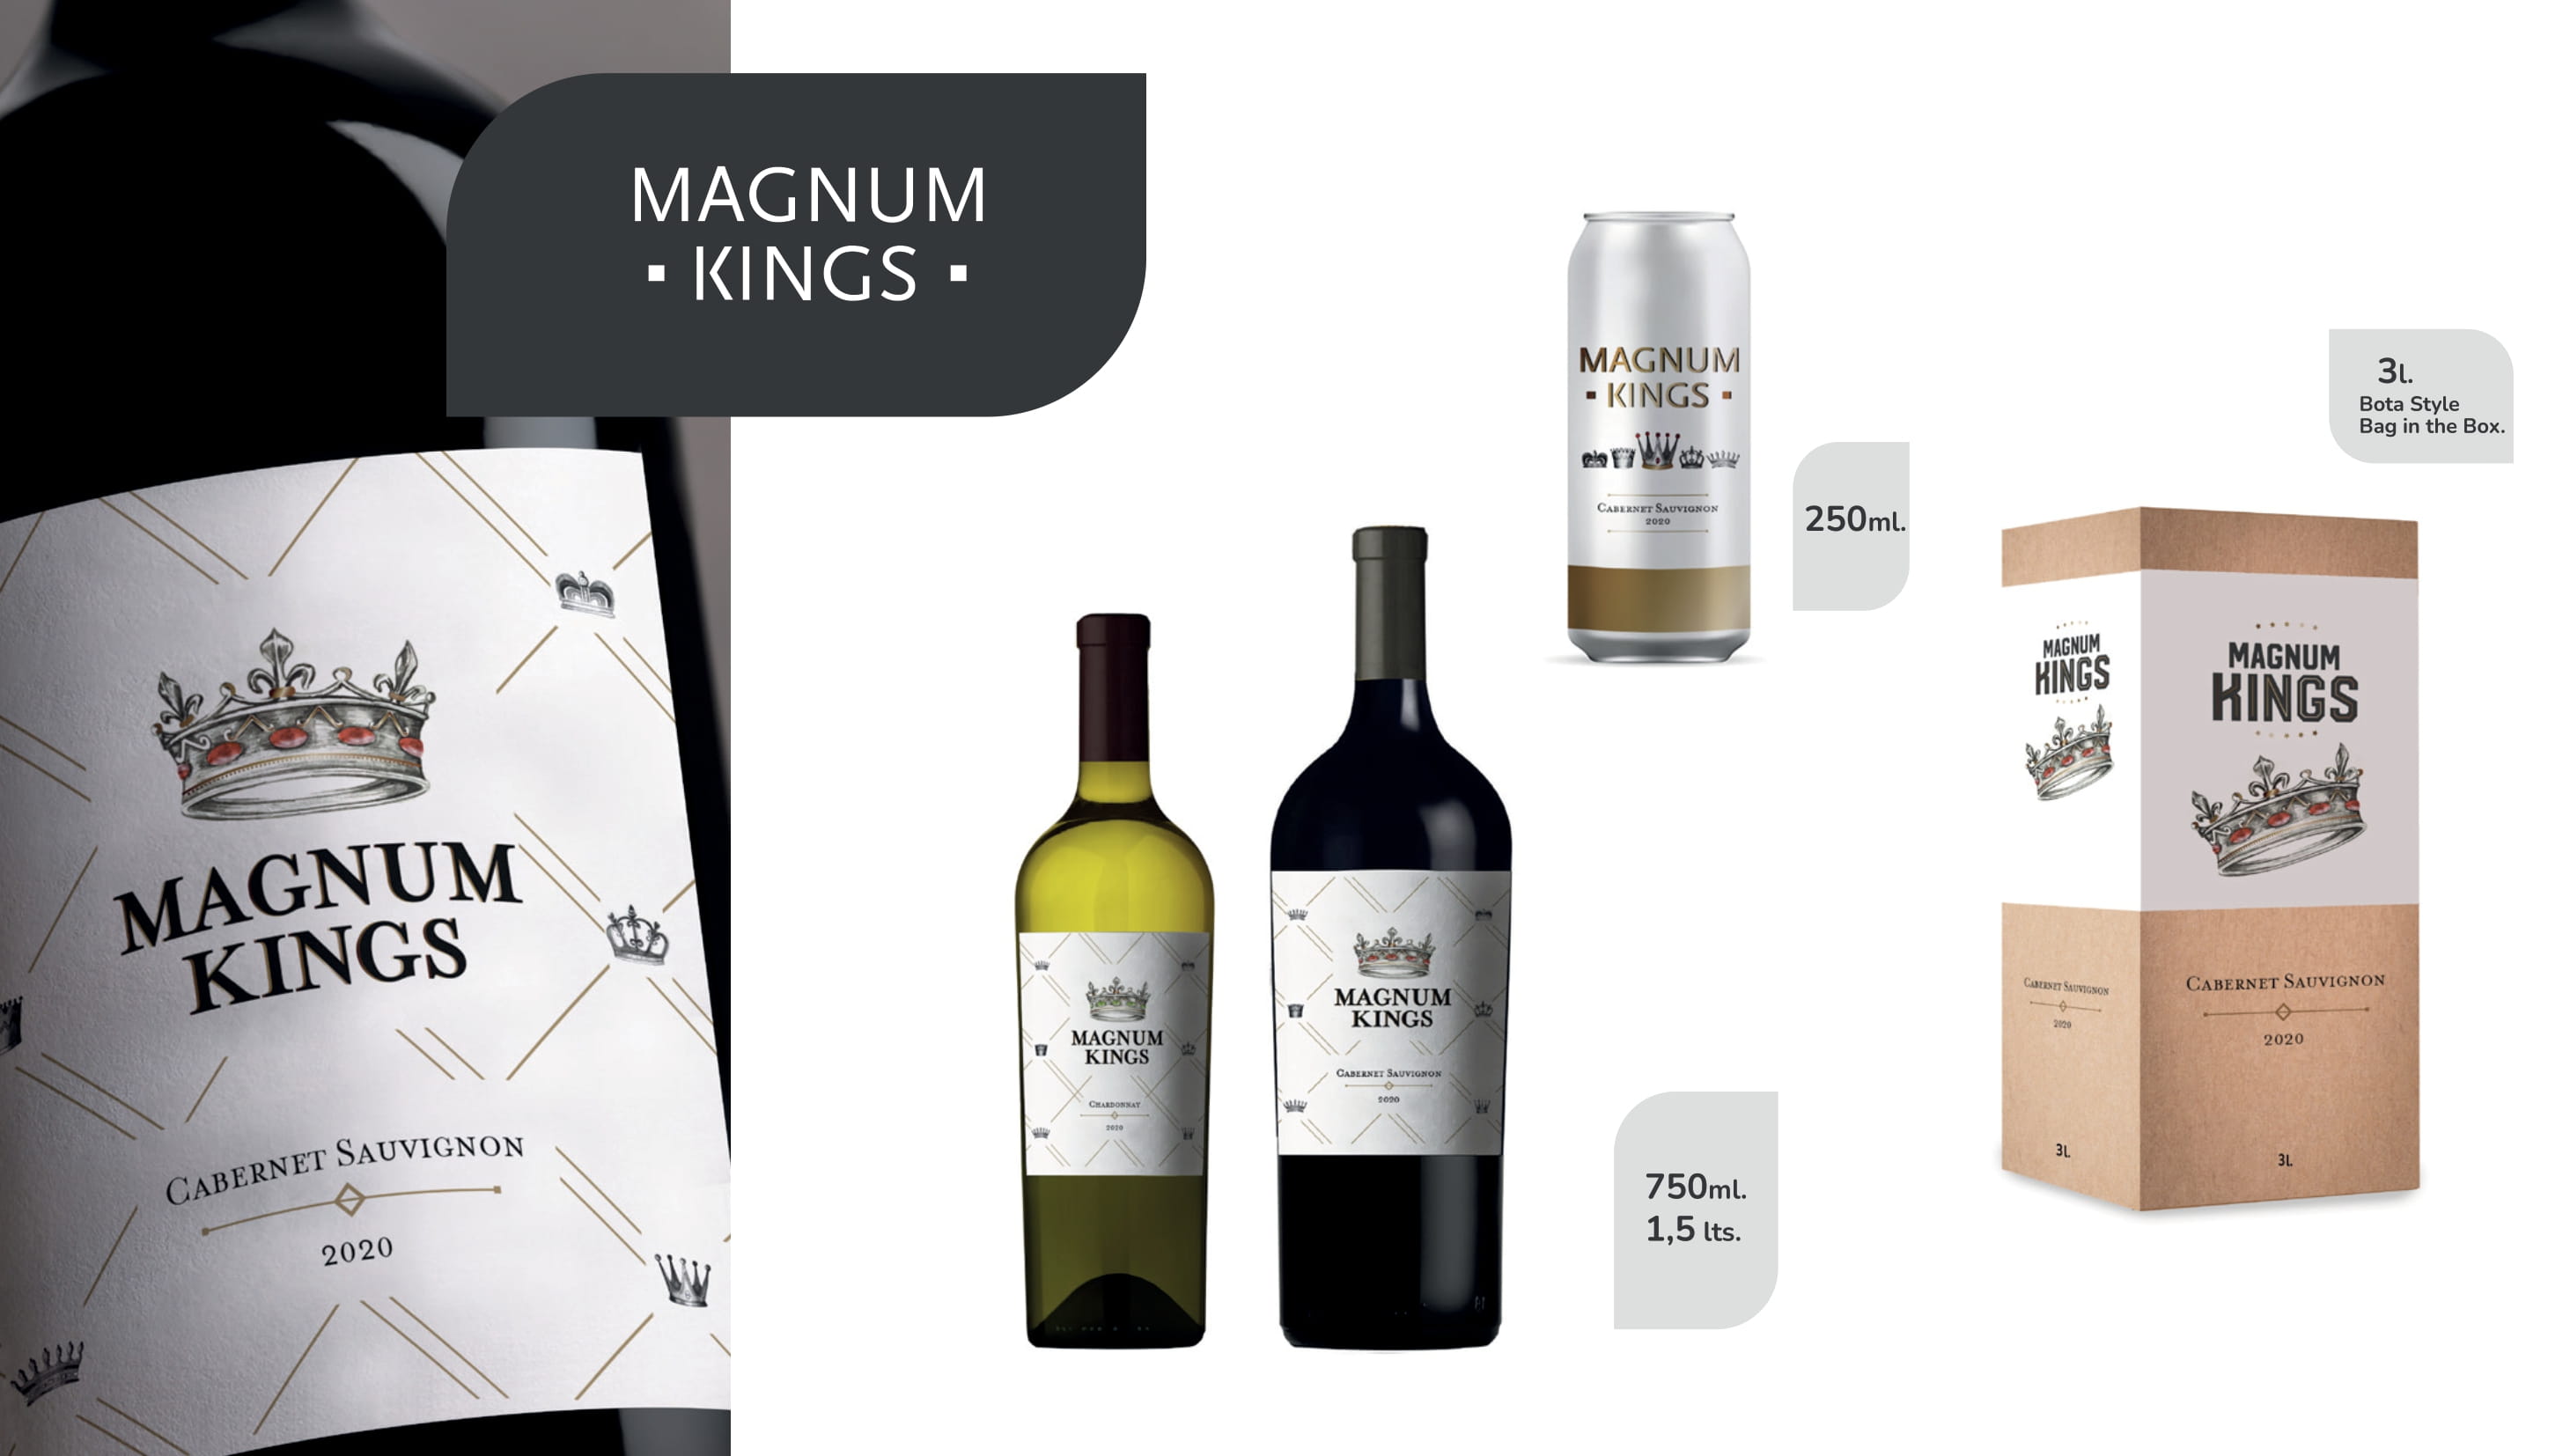 MAGNUM
▪ KINGS ▪
MAGNUM
KINGS
CABERNET SAUVIGNON
2020
MAGNUM
KINGS
CHARDONNAY
2020
MAGNUM
KINGS
CABERNET SAUVIGNON
2020
750ml.
1,5 lts.
MAGNUM
▪ KINGS ▪
CABERNET SAUVIGNON
2020
250ml.
3l.
Bota Style
Bag in the Box.
MAGNUM
KINGS
CABERNET SAUVIGNON
2020
3L
MAGNUM
KINGS
CABERNET SAUVIGNON
2020
3L